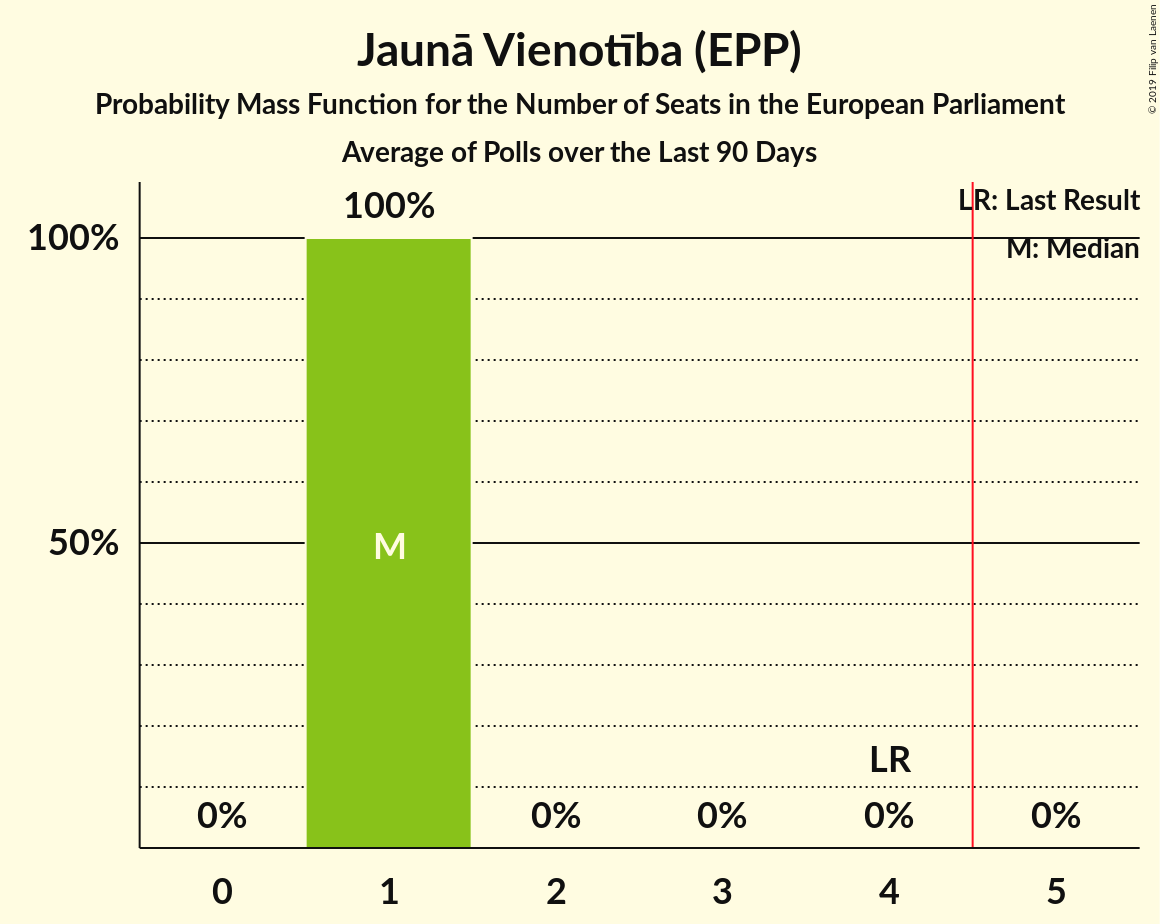 Jaunā Vienotība (EPP)
Probability Mass Function for the Number of Seats in the European Parliament
Average of Polls over the Last 90 Days
© 2019 Filip van Laenen
LR: Last Result
M: Median
100%
100%
50%
M
LR
0%
0%
0%
0%
0%
0
1
2
3
4
5